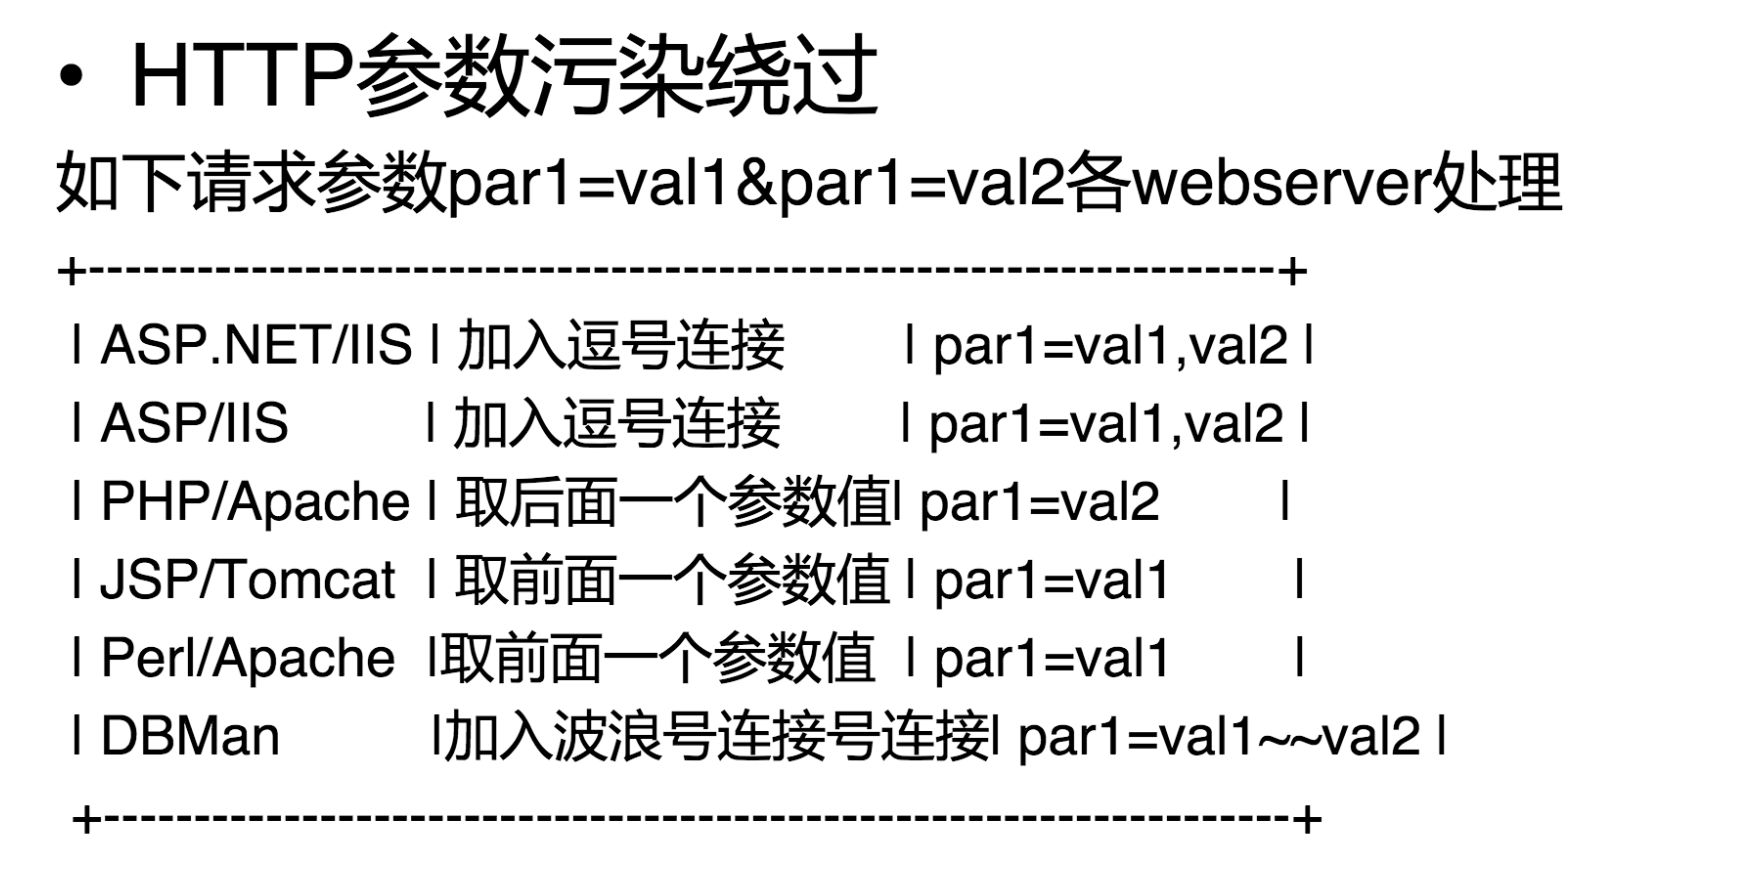 • HTTP参数污染绕过
如下请求参数par1=val1&par1=val2各webserver处理
+------------------------------------------------------------------+
| ASP.NET/IIS | 加入逗号连接 | par1=val1,val2 |
| ASP/IIS | 加入逗号连接 | par1=val1,val2 |
| PHP/Apache | 取后面一个参数值| par1=val2 |
| JSP/Tomcat | 取前面一个参数值 | par1=val1 |
| Perl/Apache |取前面一个参数值 | par1=val1 |
| DBMan |加入波浪号连接号连接| par1=val1~~val2 |
+------------------------------------------------------------------+